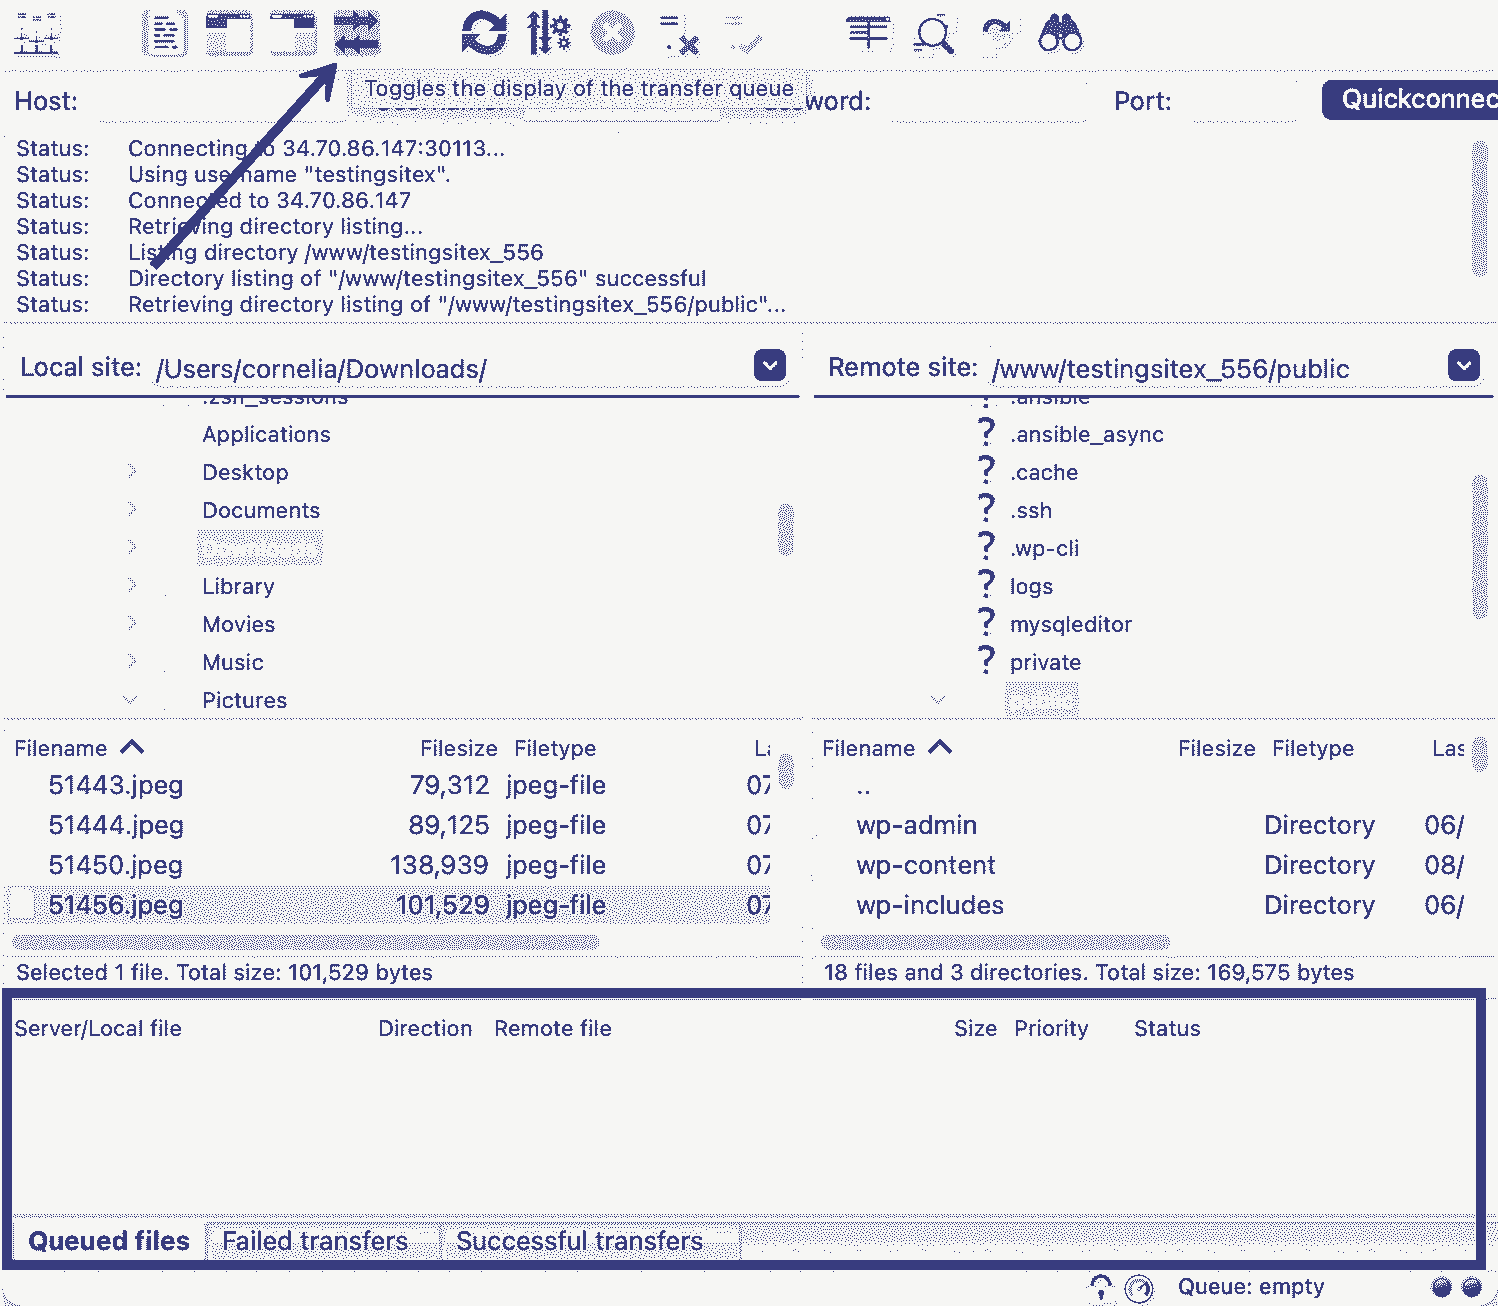 Toggles the display of the transfer queue
Host: word: Port: Quickconnec
Status: Connecting to 34.70.86.147:30113...
Status: Using username "testingsitex".
Status: Connected to 34.70.86.147
Status: Retrieving directory listing...
Status: Listing directory /www/testingsitex_556
Status: Directory listing of "/www/testingsitex_556" successful
Status: Retrieving directory listing of "/www/testingsitex_556/public"...
Local site: /Users/cornelia/Downloads/
.zsh_sessions
Applications
Desktop
Documents
Library
Movies
Music
Pictures
Remote site: /www/testingsitex_556/public
? .ansible
? .ansible_async
? .cache
? .ssh
? .wp-cli
? logs
? mysqleditor
? private
Filename Filesize Filetype La
51443.jpeg 79,312 jpeg-file 07
51444.jpeg 89,125 jpeg-file 07
51450.jpeg 138,939 jpeg-file 07
51456.jpeg 101,529 jpeg-file 07
Selected 1 file. Total size: 101,529 bytes
Filename Filesize Filetype Las
..
wp-admin Directory 06/
wp-content Directory 08/
wp-includes Directory 06/
18 files and 3 directories. Total size: 169,575 bytes
Server/Local file Direction Remote file Size Priority Status
Queued files Failed transfers Successful transfers
Queue: empty